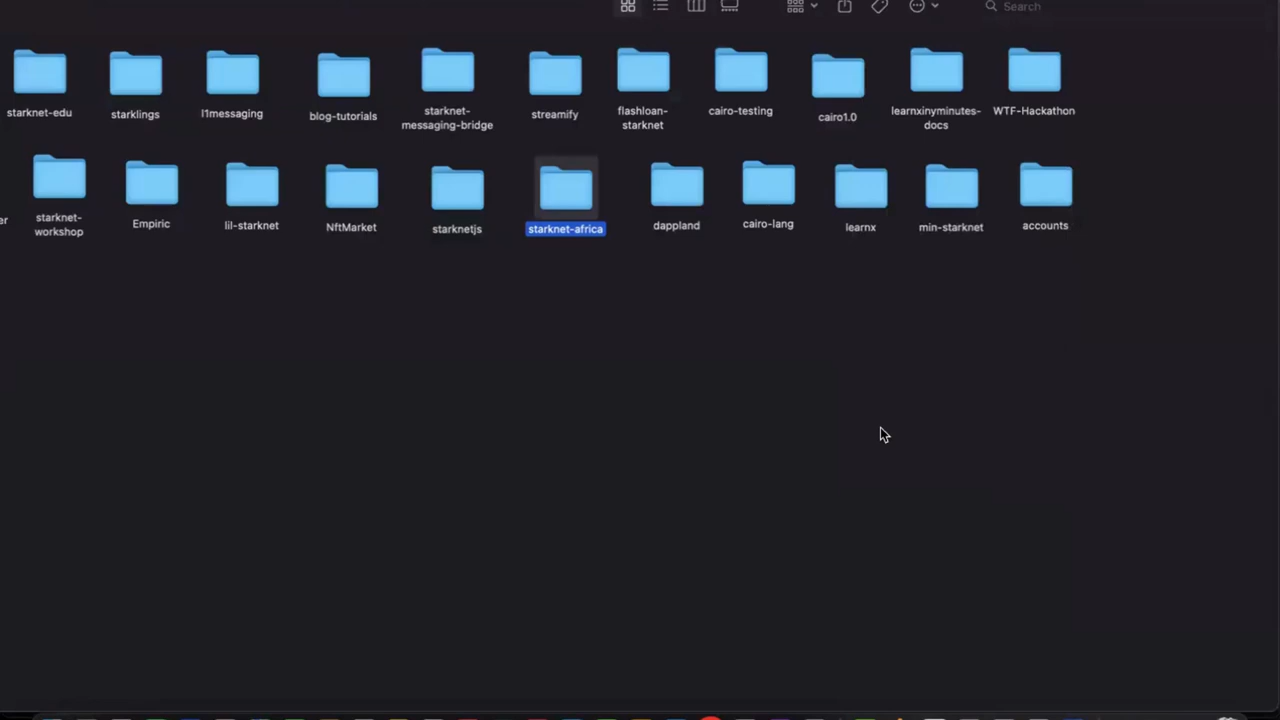 Search
starknet-edu
starklings
l1messaging
blog-tutorials
starknet-
messaging-bridge
streamify
flashloan-
starknet
cairo-testing
cairo1.0
learnxinyminutes-
docs
WTF-Hackathon
er
starknet-
workshop
Empiric
lil-starknet
NftMarket
starknetjs
starknet-africa
dappland
cairo-lang
learnx
min-starknet
accounts